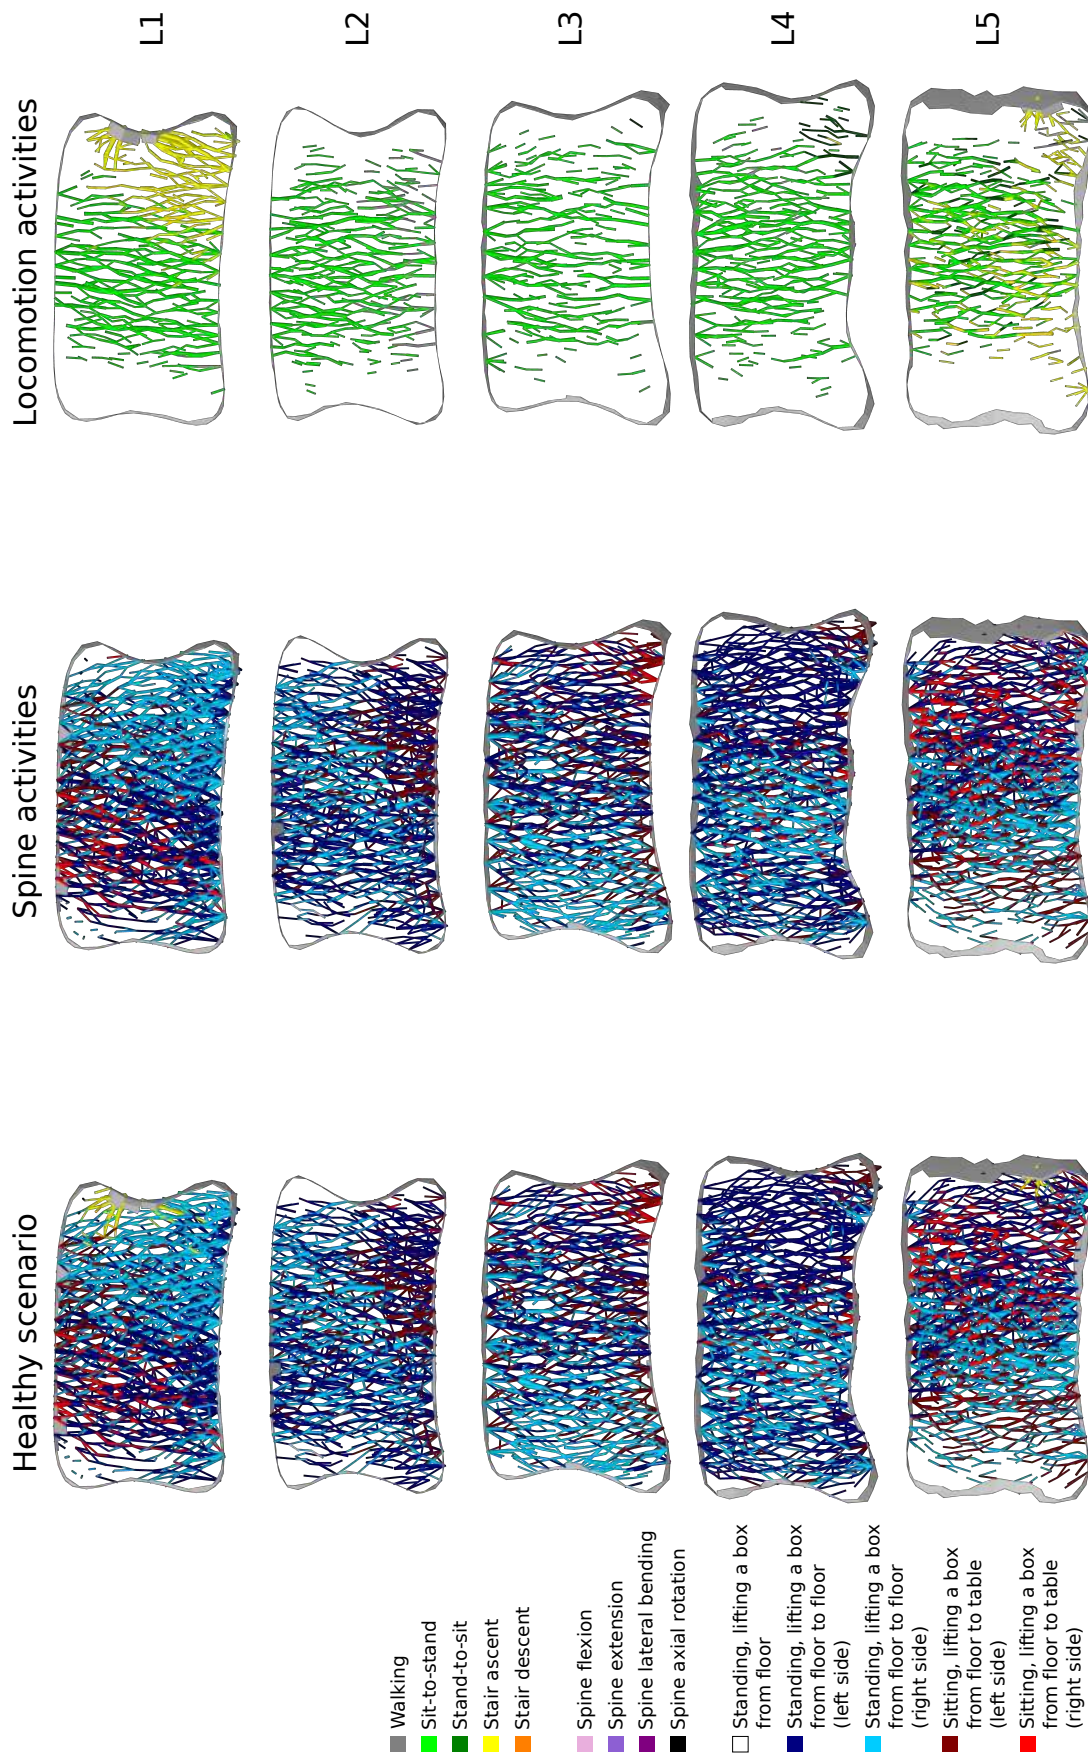 Healthy scenario
Spine activities
Locomotion activities
L1
L2
L3
L4
L5
Walking
Sit-to-stand
Stand-to-sit
Stair ascent
Stair descent
Spine flexion
Spine extension
Spine lateral bending
Spine axial rotation
Standing, lifting a box
from floor
Standing, lifting a box
from floor to floor
(left side)
Standing, lifting a box
from floor to floor
(right side)
Sitting, lifting a box
from floor to table
(left side)
Sitting, lifting a box
from floor to table
(right side)